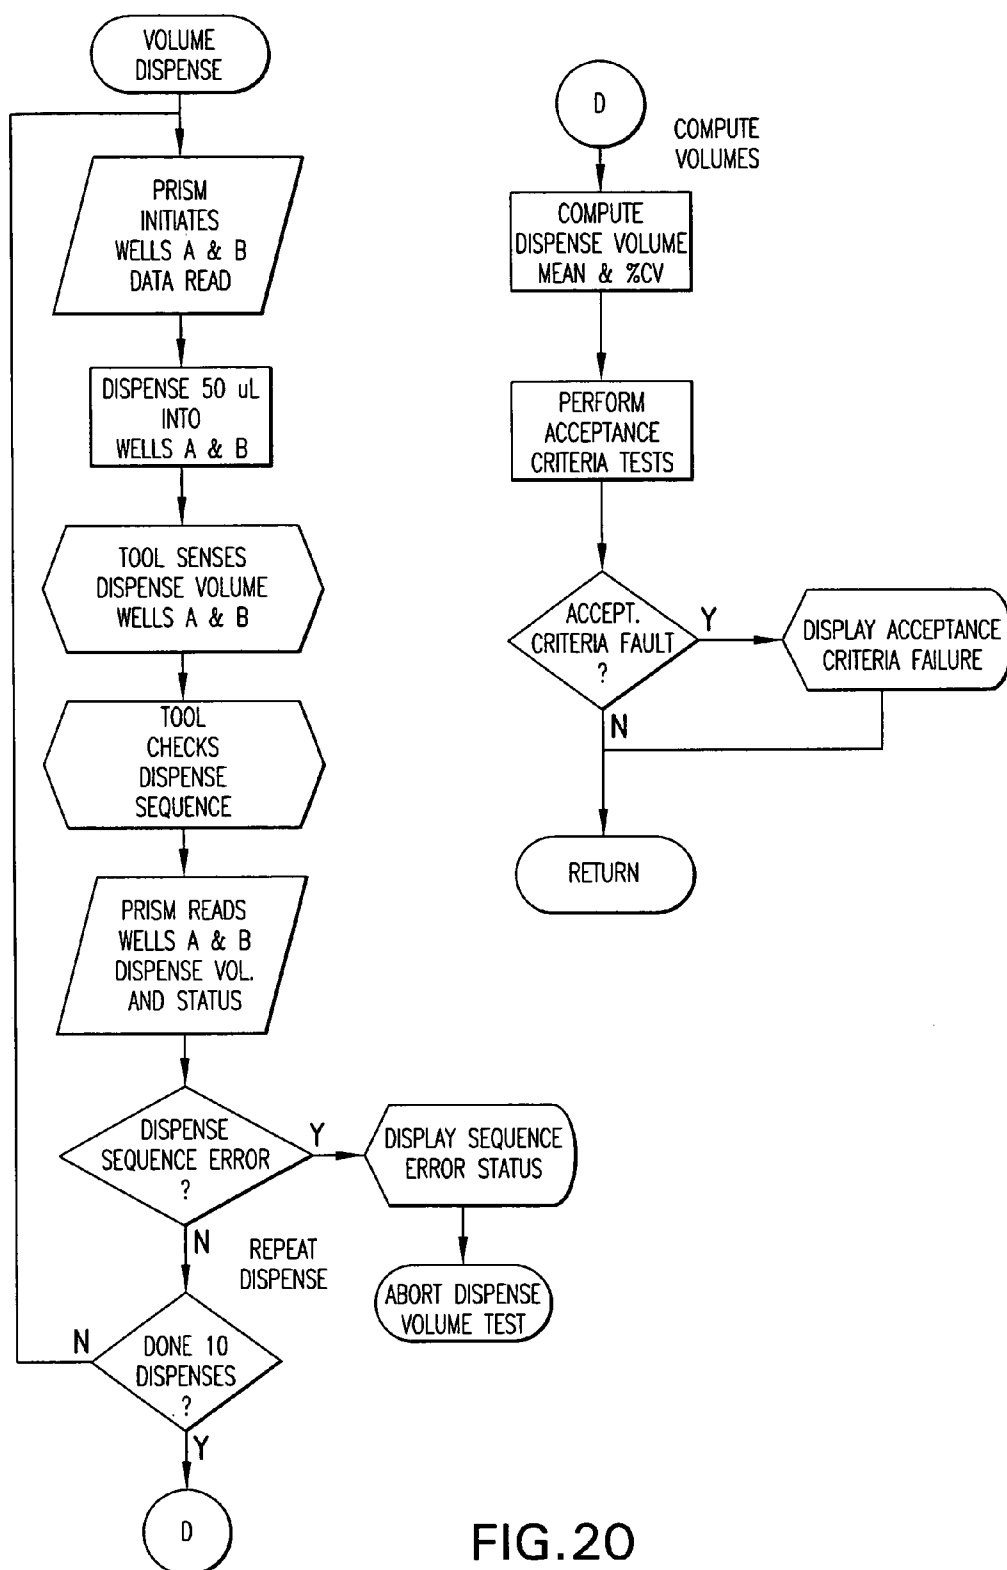 VOLUME
DISPENSE
PRISM
INITIATES
WELLS A & B
DATA READ
DISPENSE 50 uL
INTO
WELLS A & B
TOOL SENSES
DISPENSE VOLUME
WELLS A & B
TOOL
CHECKS
DISPENSE
SEQUENCE
PRISM READS
WELLS A & B
DISPENSE VOL.
AND STATUS
DISPENSE
SEQUENCE ERROR
?
Y
DISPLAY SEQUENCE
ERROR STATUS
ABORT DISPENSE
VOLUME TEST
N
REPEAT
DISPENSE
DONE 10
DISPENSES
?
N
Y
D
D
COMPUTE
VOLUMES
COMPUTE
DISPENSE VOLUME
MEAN & %CV
PERFORM
ACCEPTANCE
CRITERIA TESTS
ACCEPT.
CRITERIA FAULT
?
Y
DISPLAY ACCEPTANCE
CRITERIA FAILURE
N
RETURN
FIG.20